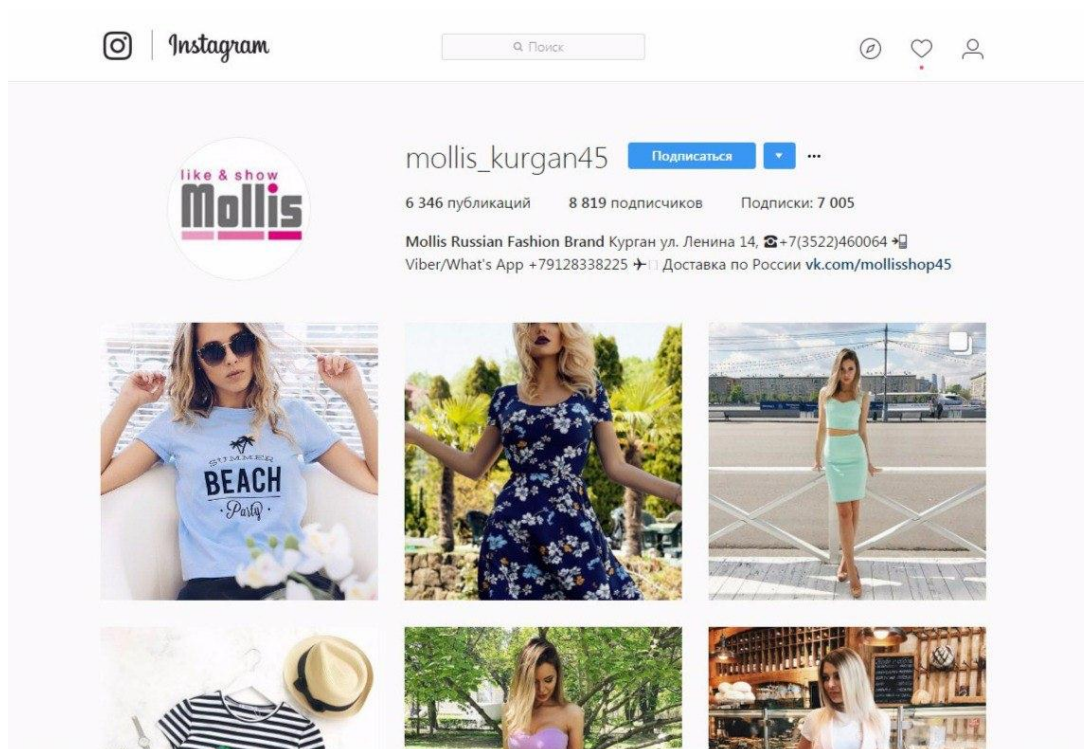 Instagram
Поиск
mollis_kurgan45 Подписаться ...
6 346 публикаций 8 819 подписчиков Подписки: 7 005
Mollis Russian Fashion Brand Курган ул. Ленина 14, ☎+7(3522)460064 📲
Viber/What's App +79128338225 ✈ Доставка по России vk.com/mollisshop45
like & show
Mollis
SUMMER
BEACH
Party